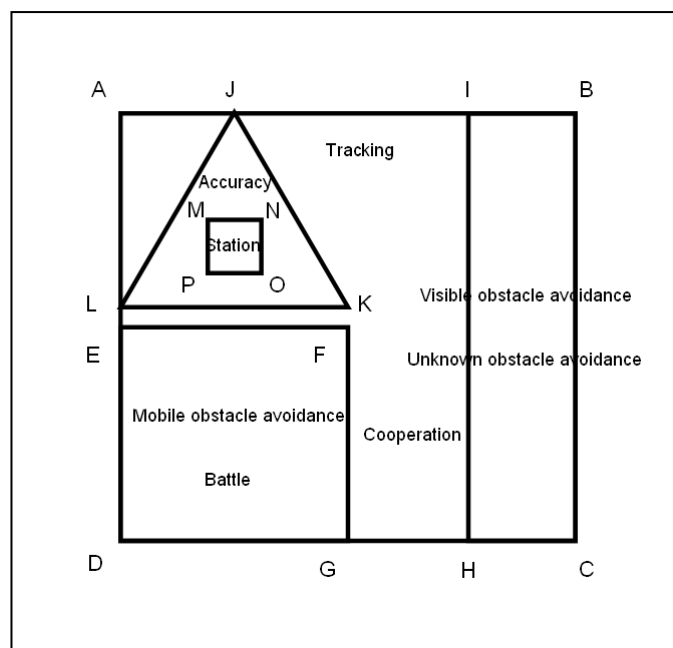 A J I B
Tracking
Accuracy
M N
Station
P O
Visible obstacle avoidance
L K
E F
Unknown obstacle avoidance
Mobile obstacle avoidance
Cooperation
Battle
D G H C